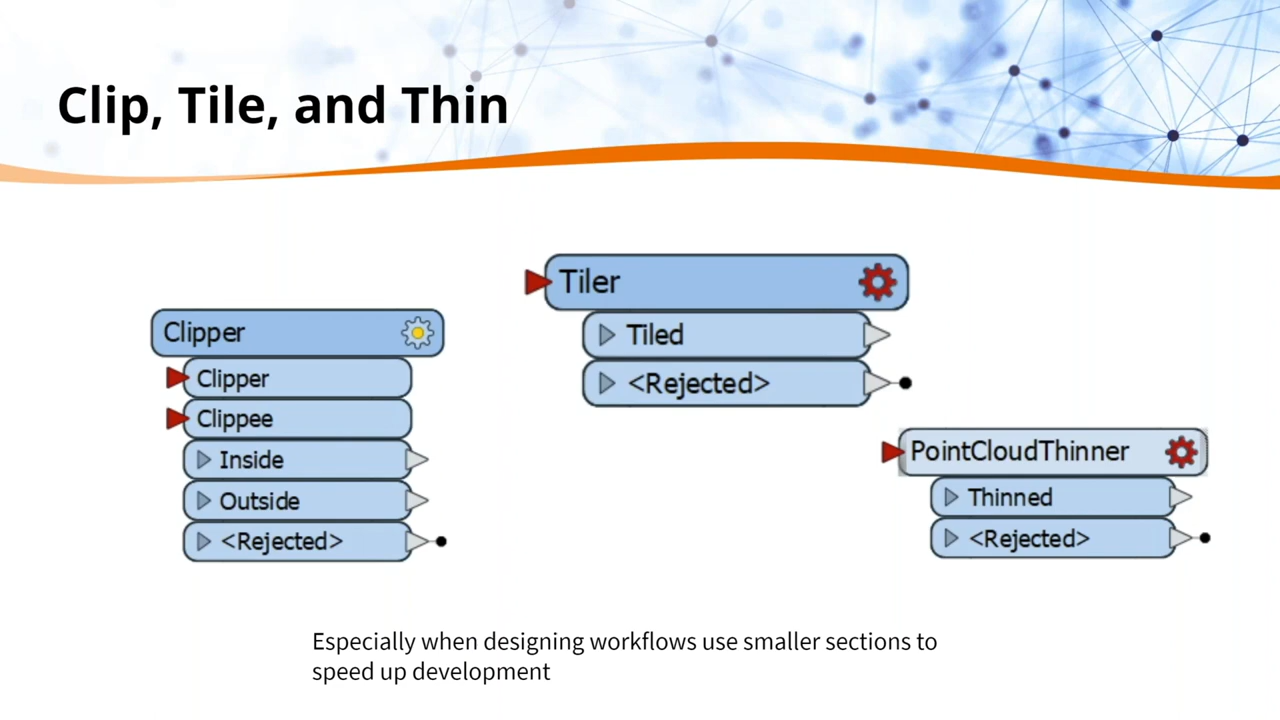 Clip, Tile, and Thin
Clipper
Clipper
Clippee
Inside
Outside
<Rejected>
Tiler
Tiled
<Rejected>
PointCloudThinner
Thinned
<Rejected>
Especially when designing workflows use smaller sections to
speed up development